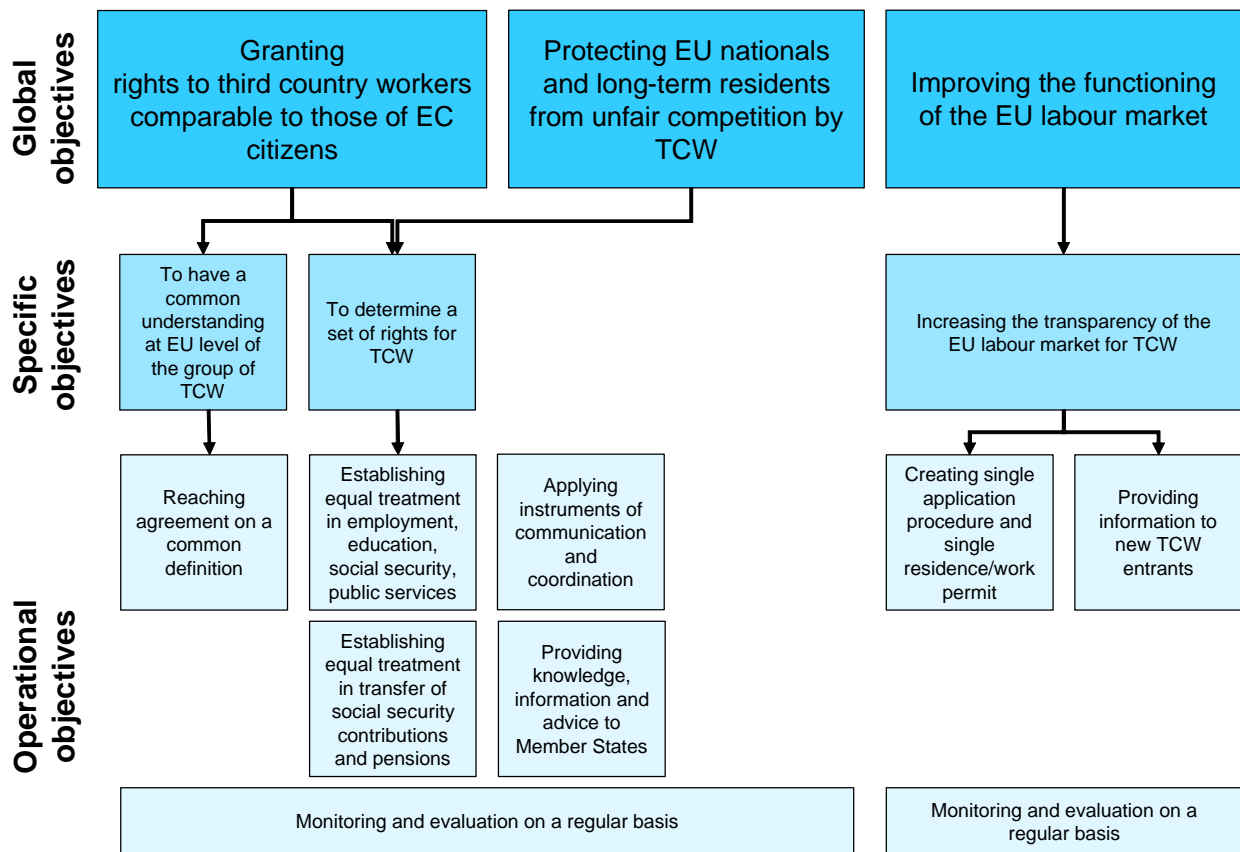 Global
objectives
Granting
rights to third country workers
comparable to those of EC
citizens
Protecting EU nationals
and long-term residents
from unfair competition by
TCW
Improving the functioning
of the EU labour market
Specific
objectives
To have a
common
understanding
at EU level of
the group of
TCW
To determine a
set of rights for
TCW
Increasing the transparency of the
EU labour market for TCW
Operational
objectives
Reaching
agreement on a
common
definition
Establishing
equal treatment
in employment,
education,
social security,
public services
Applying
instruments of
communication
and
coordination
Creating single
application
procedure and
single
residence/work
permit
Providing
information to
new TCW
entrants
Establishing
equal treatment
in transfer of
social security
contributions
and pensions
Providing
knowledge,
information and
advice to
Member States
Monitoring and evaluation on a regular basis
Monitoring and evaluation on a
regular basis